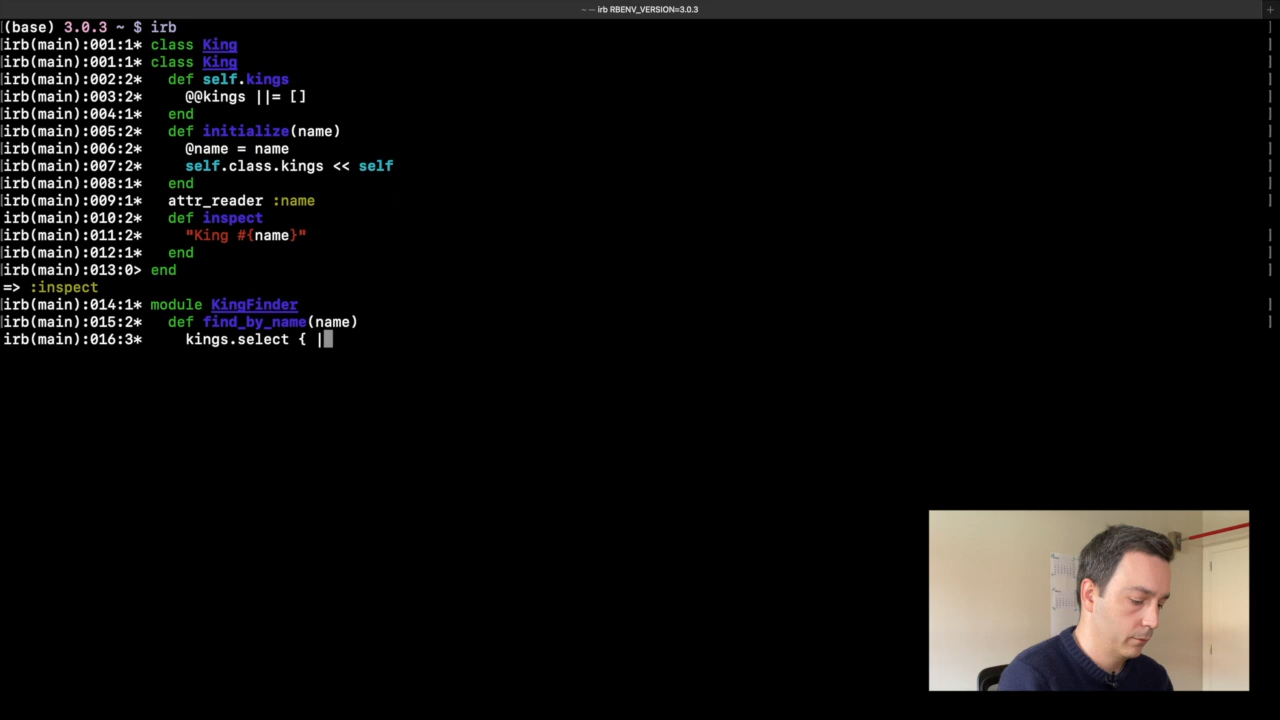 ~ — irb RBENV_VERSION=3.0.3
(base) 3.0.3 ~ $ irb
irb(main):001:1* class King
irb(main):001:1* class King
irb(main):002:2*   def self.kings
irb(main):003:2*     @@kings ||= []
irb(main):004:1*   end
irb(main):005:2*   def initialize(name)
irb(main):006:2*     @name = name
irb(main):007:2*     self.class.kings << self
irb(main):008:1*   end
irb(main):009:1*   attr_reader :name
irb(main):010:2*   def inspect
irb(main):011:2*     "King #{name}"
irb(main):012:1*   end
irb(main):013:0> end
=> :inspect
irb(main):014:1* module KingFinder
irb(main):015:2*   def find_by_name(name)
irb(main):016:3*     kings.select { |